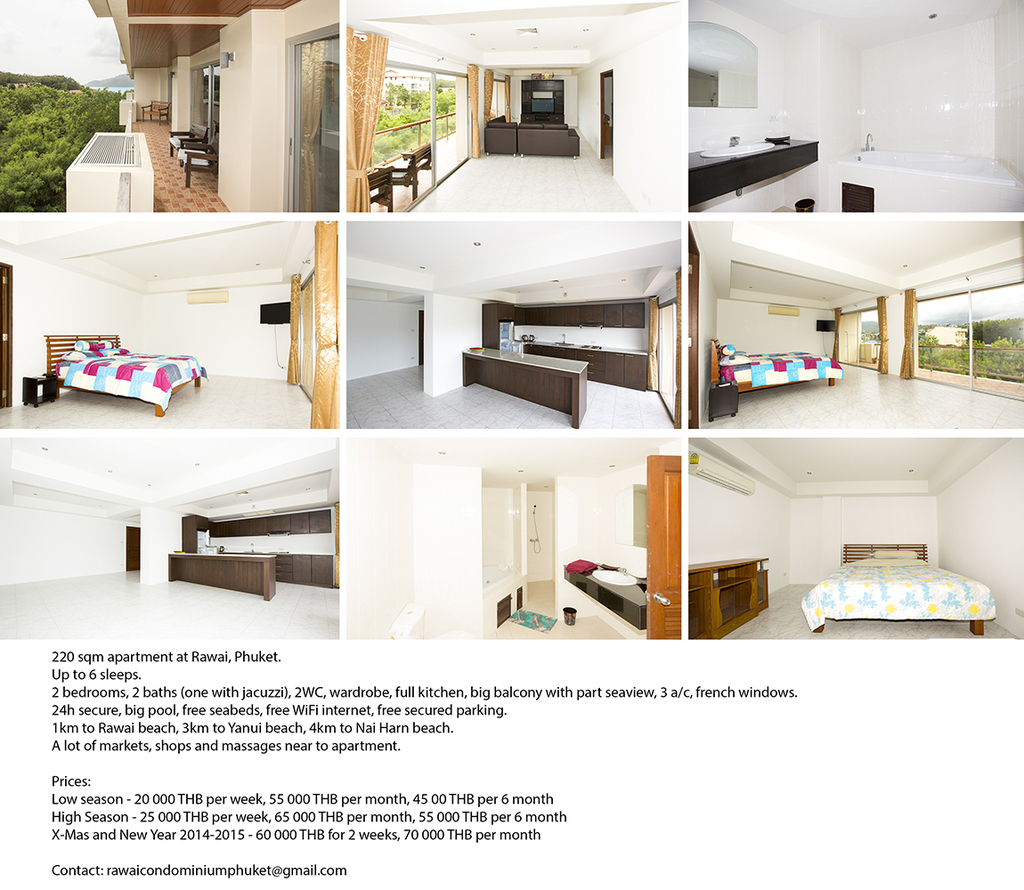 220 sqm apartment at Rawai, Phuket.
Up to 6 sleeps.
2 bedrooms, 2 baths (one with jacuzzi), 2WC, wardrobe, full kitchen, big balcony with part seaview, 3 a/c, french windows.
24h secure, big pool, free seabeds, free WiFi internet, free secured parking.
1km to Rawai beach, 3km to Yanui beach, 4km to Nai Harn beach.
A lot of markets, shops and massages near to apartment.
Prices:
Low season - 20 000 THB per week, 55 000 THB per month, 45 00 THB per 6 month
High Season - 25 000 THB per week, 65 000 THB per month, 55 000 THB per 6 month
X-Mas and New Year 2014-2015 - 60 000 THB for 2 weeks, 70 000 THB per month
Contact: rawaicondominiumphuket@gmail.com